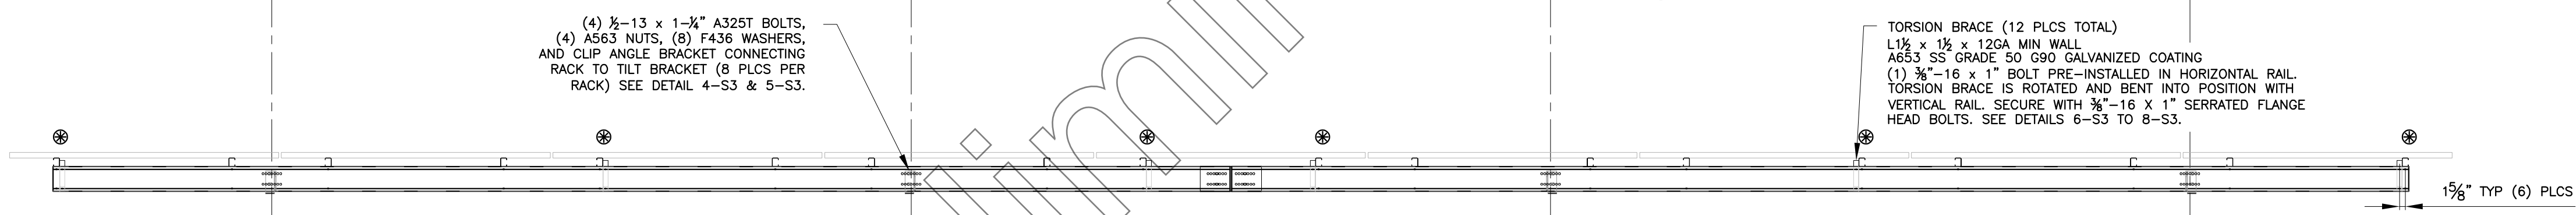 (4) ½-13 x 1-¼" A325T BOLTS,
(4) A563 NUTS, (8) F436 WASHERS,
AND CLIP ANGLE BRACKET CONNECTING
RACK TO TILT BRACKET (8 PLCS PER
RACK) SEE DETAIL 4-S3 & 5-S3.
TORSION BRACE (12 PLCS TOTAL)
L1½ x 1½ x 12GA MIN WALL
A653 SS GRADE 50 G90 GALVANIZED COATING
(1) ⅜"-16 x 1" BOLT PRE-INSTALLED IN HORIZONTAL RAIL.
TORSION BRACE IS ROTATED AND BENT INTO POSITION WITH
VERTICAL RAIL. SECURE WITH ⅜"-16 X 1" SERRATED FLANGE
HEAD BOLTS. SEE DETAILS 6-S3 TO 8-S3.
1⅝" TYP (6) PLCS